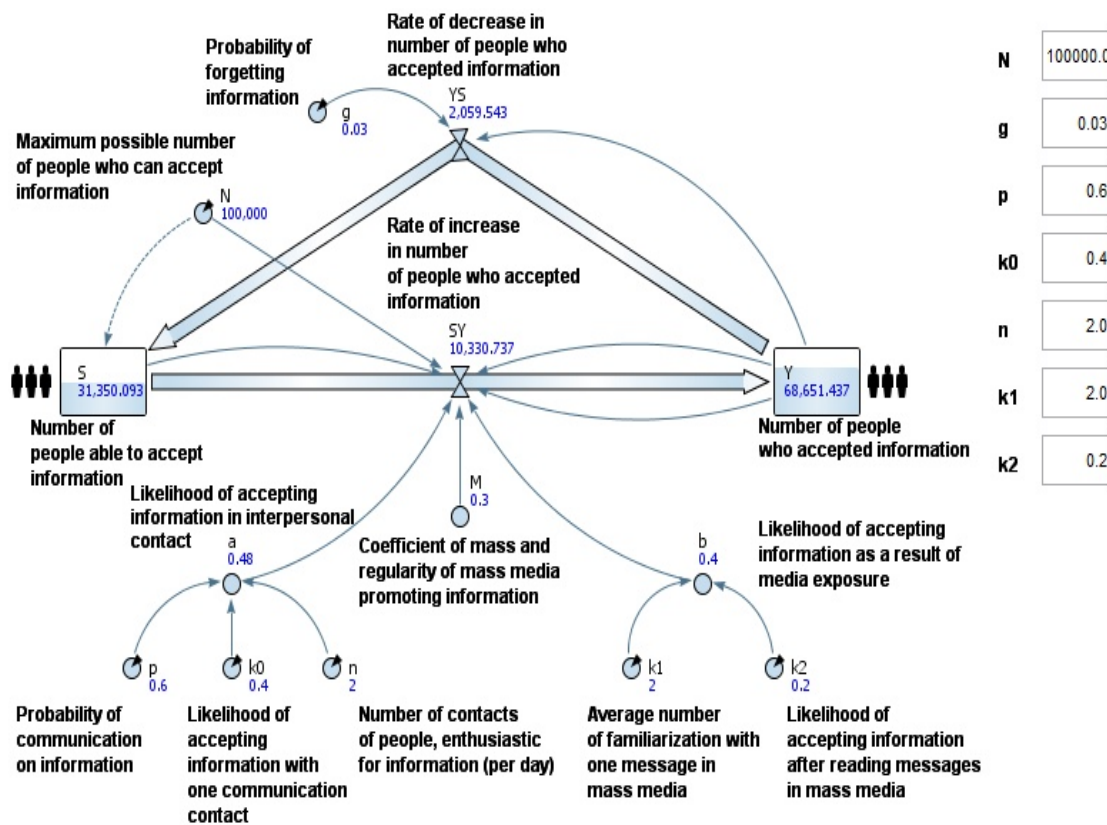 Rate of decrease in
number of people who
accepted information
Probability of
forgetting
information
YS
2,059.543
g
0.03
Maximum possible number
of people who can accept
information
N
100,000
Rate of increase
in number
of people who accepted
information
SY
10,330.737
S
31,350.093
Y
68,651.437
Number of
people able to accept
information
Number of people
who accepted information
Likelihood of accepting
information in interpersonal
contact
a
0.48
M
0.3
Coefficient of mass and
regularity of mass media
promoting information
b
0.4
Likelihood of accepting
information as a result of
media exposure
p
0.6
k0
0.4
n
2
k1
2
k2
0.2
Probability of
communication
on information
Likelihood of
accepting
information with
one communication
contact
Number of contacts
of people, enthusiastic
for information (per day)
Average number
of familiarization with
one message in
mass media
Likelihood of
accepting information
after reading messages
in mass media
N 100000.0
g 0.03
p 0.6
k0 0.4
n 2.0
k1 2.0
k2 0.2